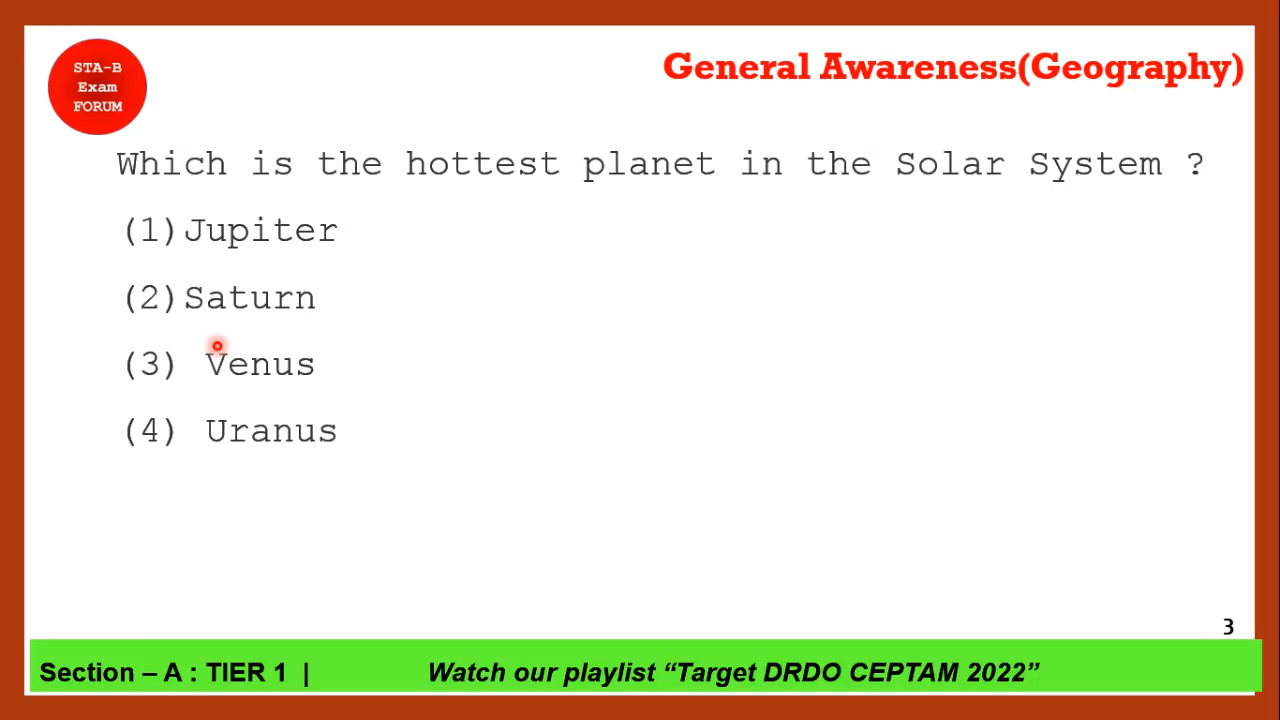 STA-B
Exam
FORUM
General Awareness(Geography)
Which is the hottest planet in the Solar System ?
(1)Jupiter
(2)Saturn
(3) Venus
(4) Uranus
3
Section – A : TIER 1 | Watch our playlist “Target DRDO CEPTAM 2022”